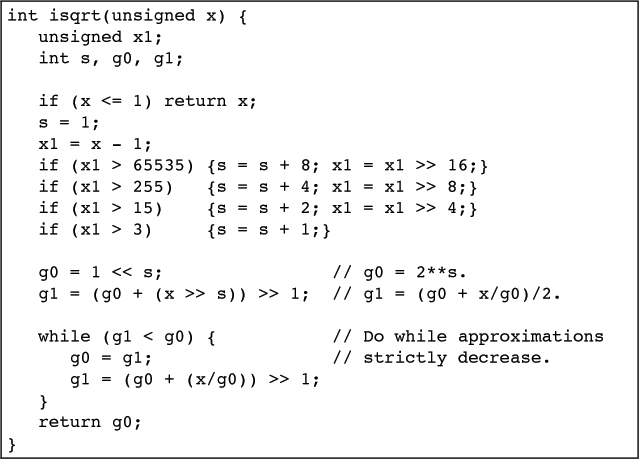 int isqrt(unsigned x) {
   unsigned x1;
   int s, g0, g1;

   if (x <= 1) return x;
   s = 1;
   x1 = x - 1;
   if (x1 > 65535) {s = s + 8; x1 = x1 >> 16;}
   if (x1 > 255)   {s = s + 4; x1 = x1 >> 8;}
   if (x1 > 15)    {s = s + 2; x1 = x1 >> 4;}
   if (x1 > 3)     {s = s + 1;}

   g0 = 1 << s;                // g0 = 2**s.
   g1 = (g0 + (x >> s)) >> 1;  // g1 = (g0 + x/g0)/2.

   while (g1 < g0) {           // Do while approximations
      g0 = g1;                 // strictly decrease.
      g1 = (g0 + (x/g0)) >> 1;
   }
   return g0;
}